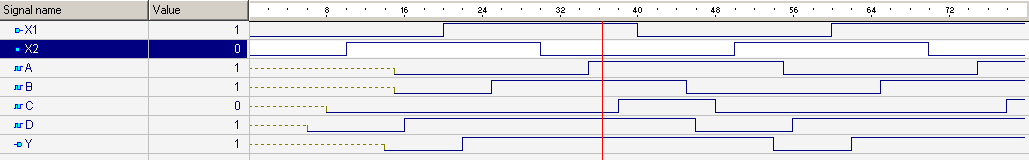 Signal name Value 8 16 24 32 40 48 56 64 72
X1 1
X2 0
A 1
B 1
C 0
D 1
Y 1